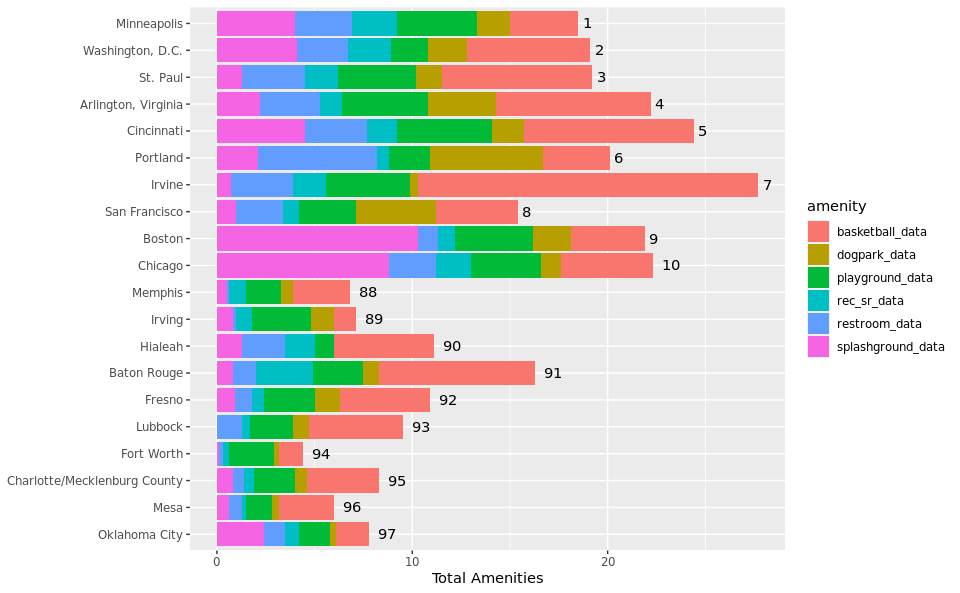 Minneapolis 1
Washington, D.C. 2
St. Paul 3
Arlington, Virginia 4
Cincinnati 5
Portland 6
Irvine 7
San Francisco 8
Boston 9
Chicago 10
Memphis 88
Irving 89
Hialeah 90
Baton Rouge 91
Fresno 92
Lubbock 93
Fort Worth 94
Charlotte/Mecklenburg County 95
Mesa 96
Oklahoma City 97
0 10 20
Total Amenities
amenity
basketball_data
dogpark_data
playground_data
rec_sr_data
restroom_data
splashground_data